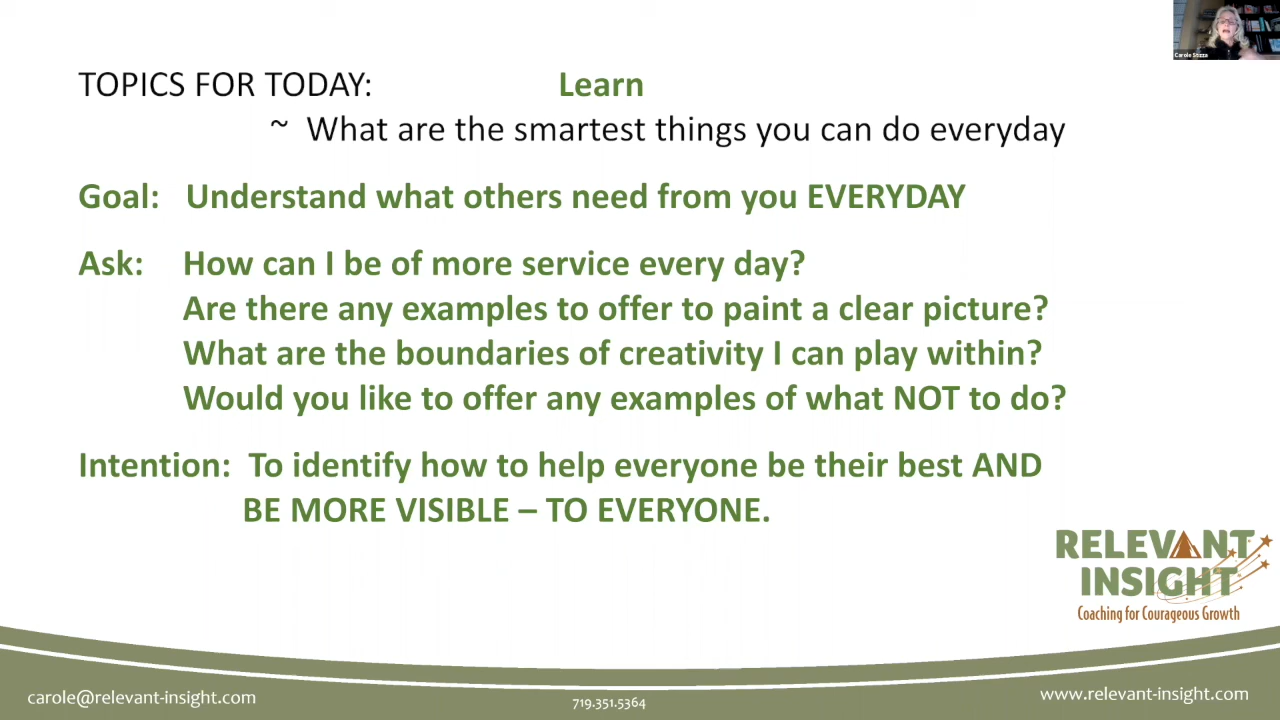 Carole Stizza
TOPICS FOR TODAY: Learn
~ What are the smartest things you can do everyday
Goal: Understand what others need from you EVERYDAY
Ask: How can I be of more service every day?
Are there any examples to offer to paint a clear picture?
What are the boundaries of creativity I can play within?
Would you like to offer any examples of what NOT to do?
Intention: To identify how to help everyone be their best AND
BE MORE VISIBLE – TO EVERYONE.
RELEVANT
INSIGHT
Coaching for Courageous Growth
carole@relevant-insight.com
719.351.5364
www.relevant-insight.com